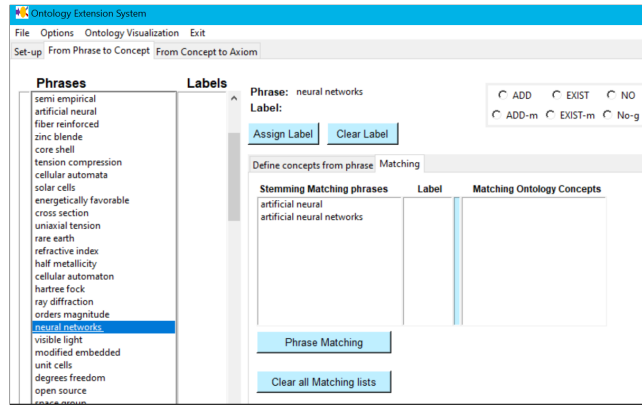 Ontology Extension System
File Options Ontology Visualization Exit
Set-up From Phrase to Concept From Concept to Axiom
Phrases Labels
semi empirical
artificial neural
fiber reinforced
zinc blende
core shell
tension compression
cellular automata
solar cells
energetically favorable
cross section
uniaxial tension
rare earth
refractive index
half metallicity
cellular automaton
hartree fock
ray diffraction
orders magnitude
neural networks
visible light
modified embedded
unit cells
degrees freedom
open source
space group
Phrase: neural networks
Label:
ADD EXIST NO
ADD-m EXIST-m No-g
Assign Label Clear Label
Define concepts from phrase Matching
Stemming Matching phrases Label Matching Ontology Concepts
artificial neural
artificial neural networks
Phrase Matching
Clear all Matching lists